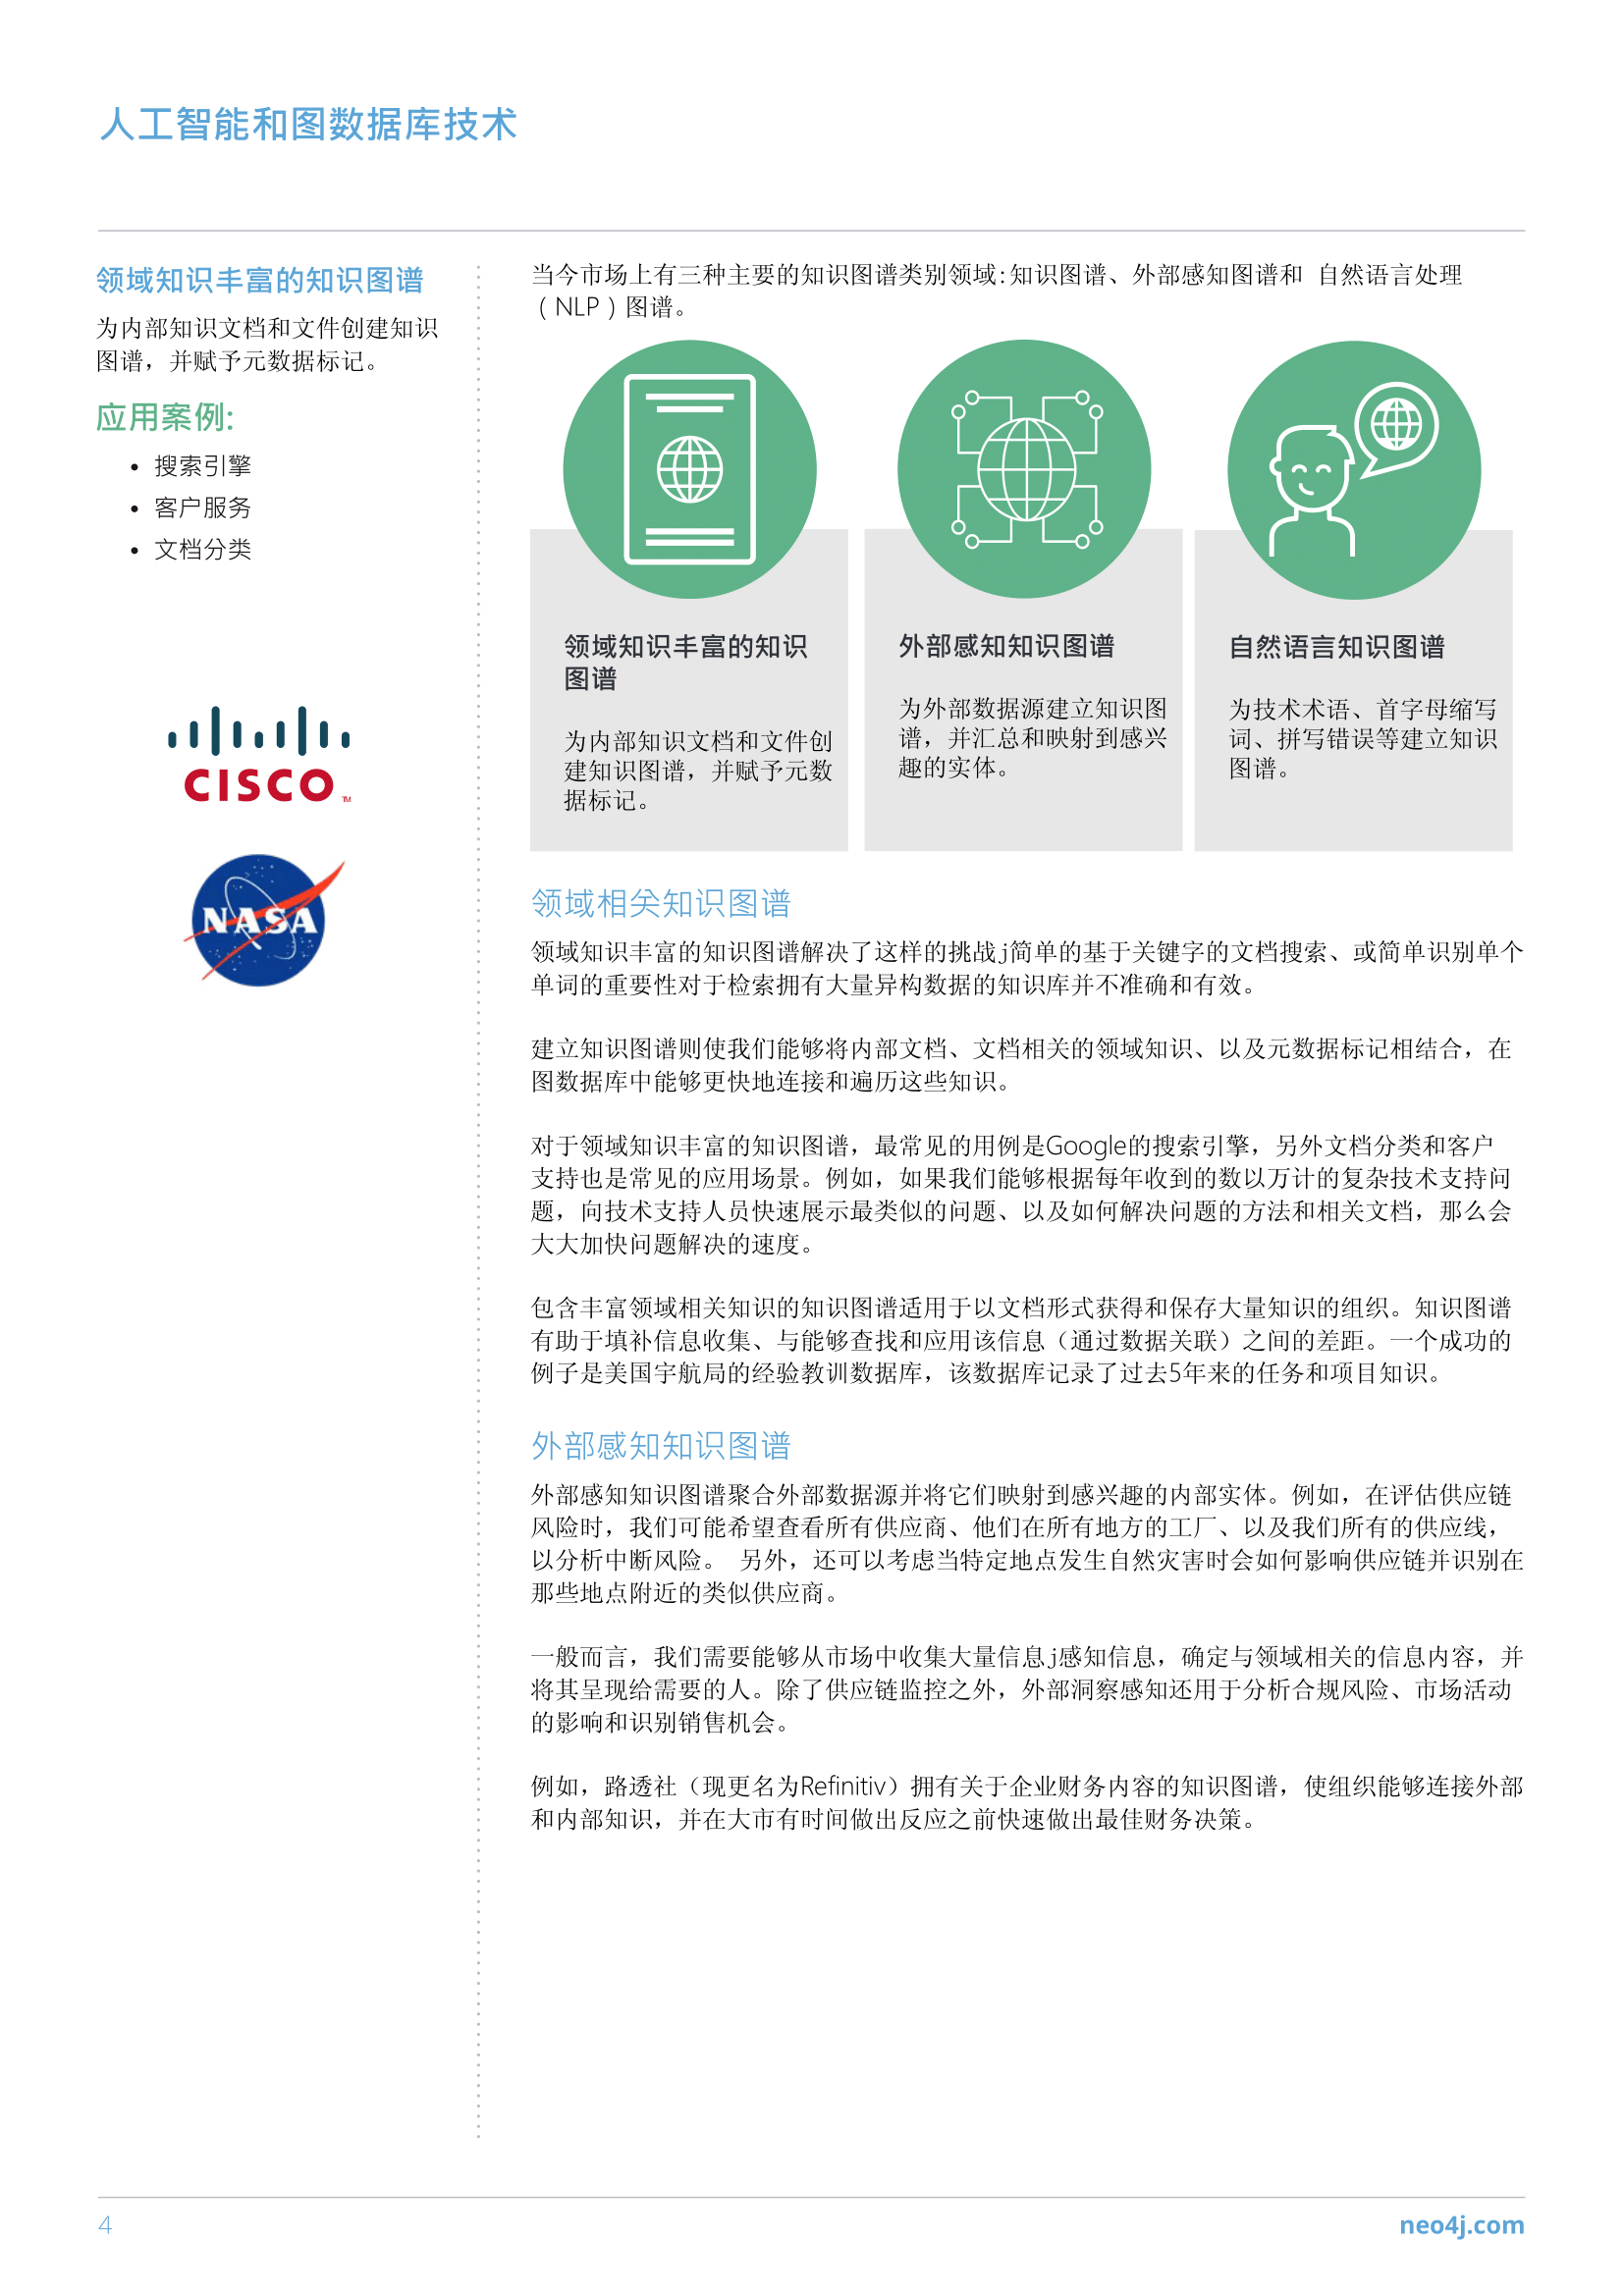 人工智能和图数据库技术
领域知识丰富的知识图谱
为内部知识文档和文件创建知识
图谱，并赋予元数据标记。
应用案例:
• 搜索引擎
• 客户服务
• 文档分类
CISCO
TM
NASA
当今市场上有三种主要的知识图谱类别领域:知识图谱、外部感知图谱和 自然语言处理
（NLP）图谱。
领域知识丰富的知识
图谱
为内部知识文档和文件创
建知识图谱，并赋予元数
据标记。
外部感知知识图谱
为外部数据源建立知识图
谱，并汇总和映射到感兴
趣的实体。
自然语言知识图谱
为技术术语、首字母缩写
词、拼写错误等建立知识
图谱。
领域相关知识图谱
领域知识丰富的知识图谱解决了这样的挑战j简单的基于关键字的文档搜索、或简单识别单个
单词的重要性对于检索拥有大量异构数据的知识库并不准确和有效。
建立知识图谱则使我们能够将内部文档、文档相关的领域知识、以及元数据标记相结合，在
图数据库中能够更快地连接和遍历这些知识。
对于领域知识丰富的知识图谱，最常见的用例是Google的搜索引擎，另外文档分类和客户
支持也是常见的应用场景。例如，如果我们能够根据每年收到的数以万计的复杂技术支持问
题，向技术支持人员快速展示最类似的问题、以及如何解决问题的方法和相关文档，那么会
大大加快问题解决的速度。
包含丰富领域相关知识的知识图谱适用于以文档形式获得和保存大量知识的组织。知识图谱
有助于填补信息收集、与能够查找和应用该信息（通过数据关联）之间的差距。一个成功的
例子是美国宇航局的经验教训数据库，该数据库记录了过去5年来的任务和项目知识。
外部感知知识图谱
外部感知知识图谱聚合外部数据源并将它们映射到感兴趣的内部实体。例如，在评估供应链
风险时，我们可能希望查看所有供应商、他们在所有地方的工厂、以及我们所有的供应线，
以分析中断风险。 另外，还可以考虑当特定地点发生自然灾害时会如何影响供应链并识别在
那些地点附近的类似供应商。
一般而言，我们需要能够从市场中收集大量信息j感知信息，确定与领域相关的信息内容，并
将其呈现给需要的人。除了供应链监控之外，外部洞察感知还用于分析合规风险、市场活动
的影响和识别销售机会。
例如，路透社（现更名为Refinitiv）拥有关于企业财务内容的知识图谱，使组织能够连接外部
和内部知识，并在大市有时间做出反应之前快速做出最佳财务决策。
4
neo4j.com